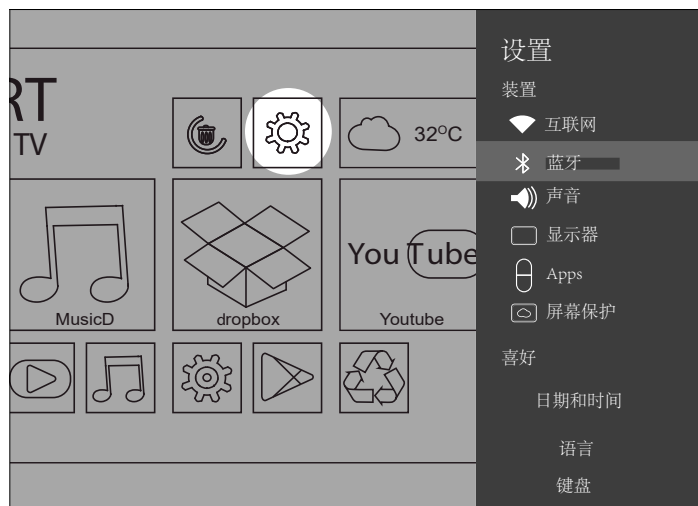 RT
TV
32°C
You Tube
MusicD
dropbox
Youtube
设置
装置
互联网
蓝牙
声音
显示器
Apps
屏幕保护
喜好
日期和时间
语言
键盘